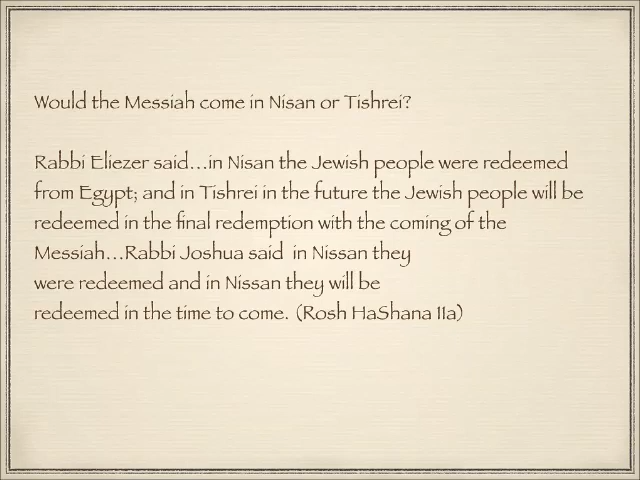 Would the Messiah come in Nisan or Tishrei?
Rabbi Eliezer said...in Nisan the Jewish people were redeemed
from Egypt; and in Tishrei in the future the Jewish people will be
redeemed in the final redemption with the coming of the
Messiah...Rabbi Joshua said in Nissan they
were redeemed and in Nissan they will be
redeemed in the time to come. (Rosh HaShana 11a)